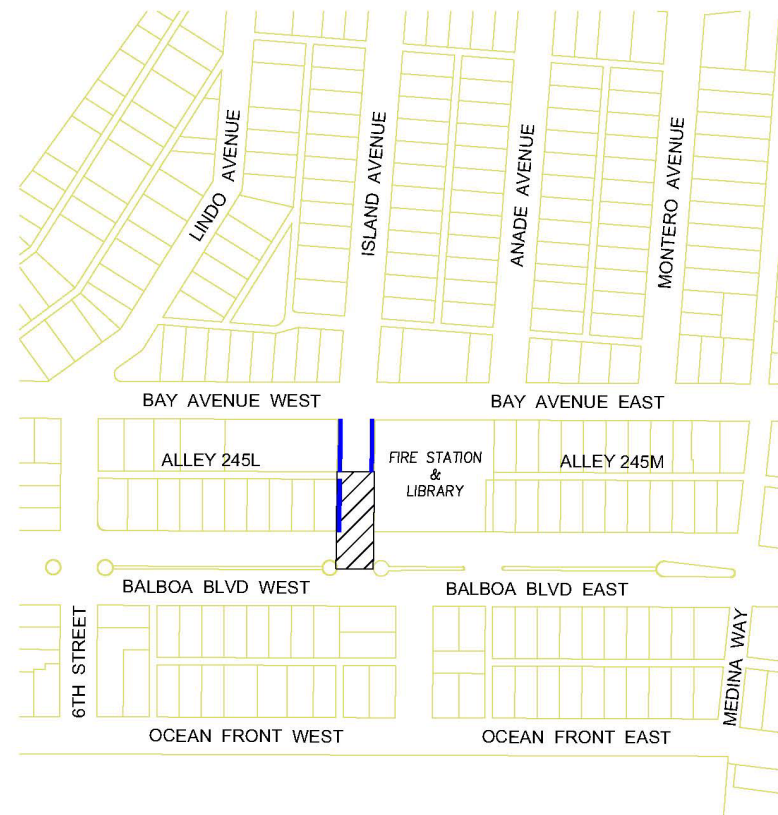 LINDO AVENUE
ISLAND AVENUE
ANADE AVENUE
MONTERO AVENUE
BAY AVENUE WEST
BAY AVENUE EAST
ALLEY 245L
FIRE STATION
&
LIBRARY
ALLEY 245M
BALBOA BLVD WEST
BALBOA BLVD EAST
6TH STREET
MEDINA WAY
OCEAN FRONT WEST
OCEAN FRONT EAST